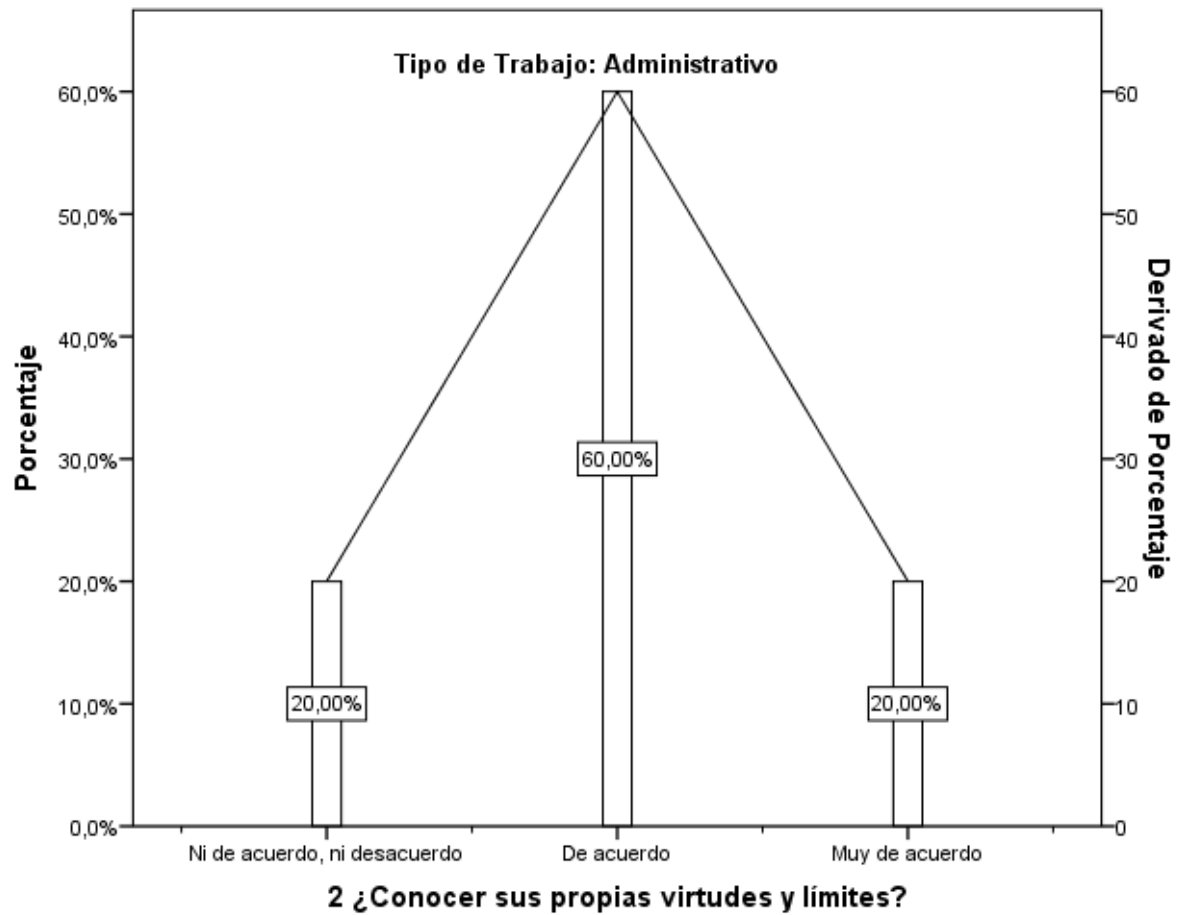 Tipo de Trabajo: Administrativo
Porcentaje
60,0%
50,0%
40,0%
30,0%
20,0%
10,0%
0,0%
20,00%
60,00%
20,00%
60
50
40
30
20
10
0
Derivado de Porcentaje
Ni de acuerdo, ni desacuerdo
De acuerdo
Muy de acuerdo
2 ¿Conocer sus propias virtudes y límites?